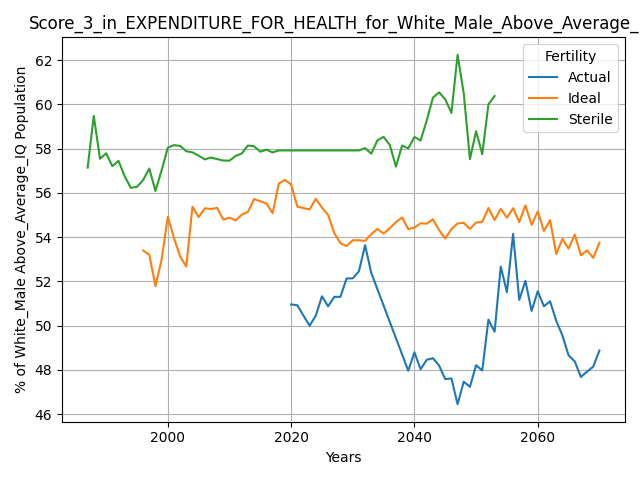 Score_3_in_EXPENDITURE_FOR_HEALTH_for_White_Male_Above_Average_
Fertility
Actual
Ideal
Sterile
% of White_Male Above_Average_IQ Population
62
60
58
56
54
52
50
48
46
2000
2020
2040
2060
Years